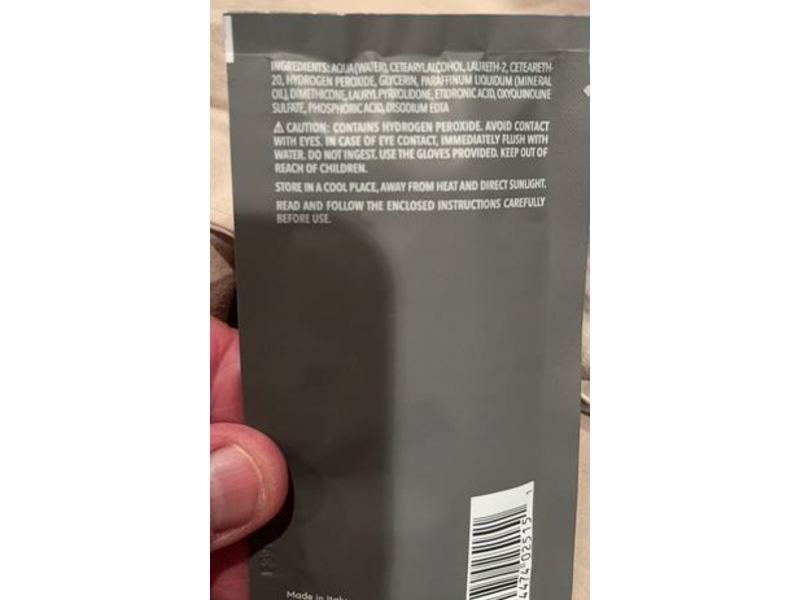 INGREDIENTS: AQUA (WATER), CETEARYL ALCOHOL, LAURETH-2, CETEARETH-
20, HYDROGEN PEROXIDE, GLYCERIN, PARAFFINUM LIQUIDUM (MINERAL
OIL), DIMETHICONE, LAURYL PYRROLIDONE, ETIDRONIC ACID, OXYQUINOLINE
SULFATE, PHOSPHORIC ACID, DISODIUM EDTA
⚠ CAUTION: CONTAINS HYDROGEN PEROXIDE. AVOID CONTACT
WITH EYES. IN CASE OF EYE CONTACT, IMMEDIATELY FLUSH WITH
WATER. DO NOT INGEST. USE THE GLOVES PROVIDED. KEEP OUT OF
REACH OF CHILDREN.
STORE IN A COOL PLACE, AWAY FROM HEAT AND DIRECT SUNLIGHT.
READ AND FOLLOW THE ENCLOSED INSTRUCTIONS CAREFULLY
BEFORE USE.
4474 02515 1
Made in Italy